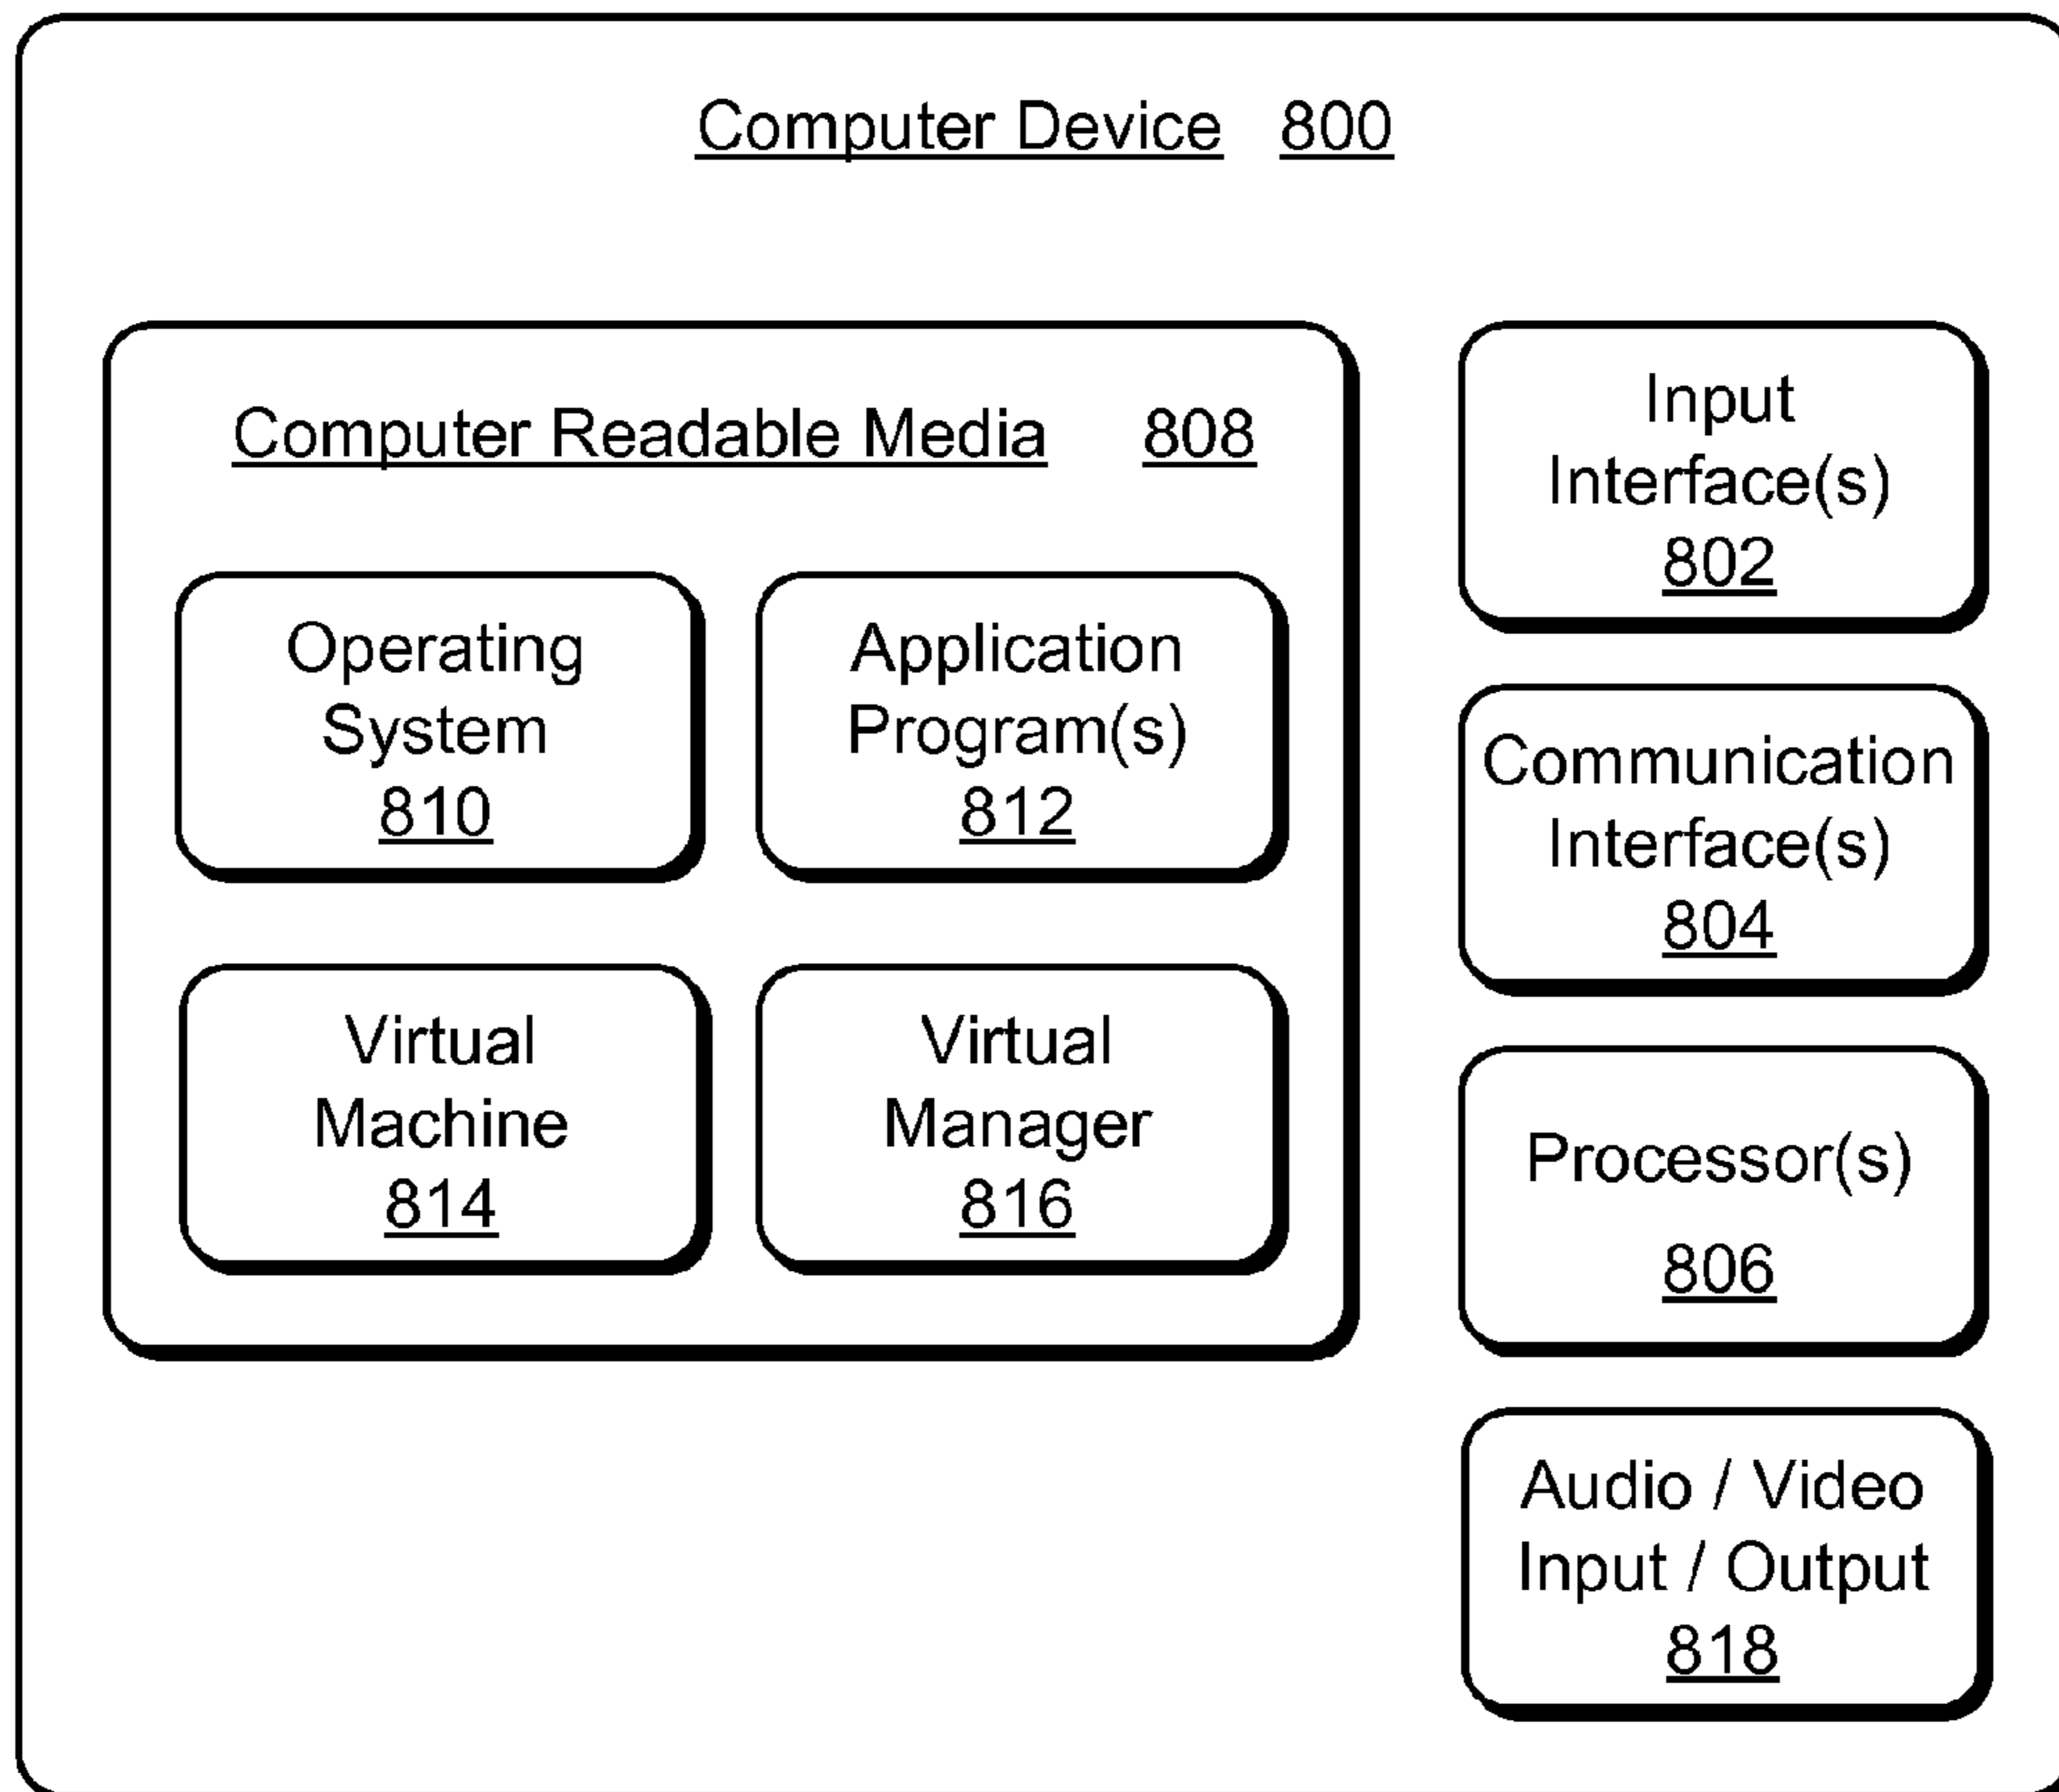 Computer Device 800
Computer Readable Media 808
Operating
System
810
Application
Program(s)
812
Virtual
Machine
814
Virtual
Manager
816
Input
Interface(s)
802
Communication
Interface(s)
804
Processor(s)
806
Audio / Video
Input / Output
818